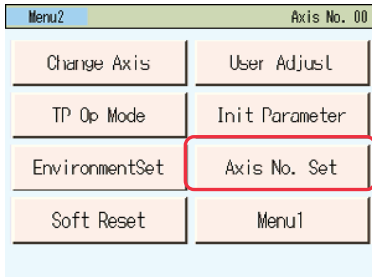 Menu2 Axis No. 00
Change Axis User Adjust
TP Op Mode Init Parameter
EnvironmentSet Axis No. Set
Soft Reset Menu1